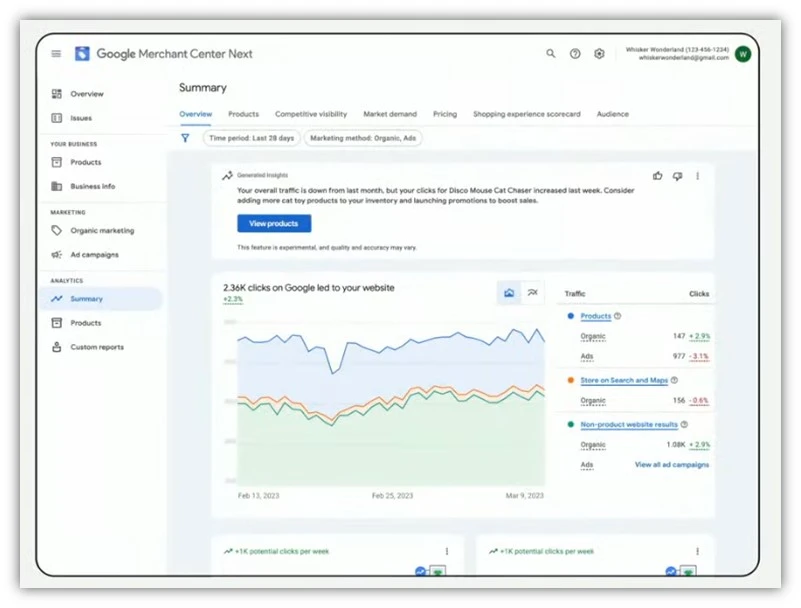 Google Merchant Center Next
Whisker Wonderland (123-456-1234)
whiskerwonderland@gmail.com
W
Overview
Issues
YOUR BUSINESS
Products
Business info
MARKETING
Organic marketing
Ad campaigns
ANALYTICS
Summary
Products
Custom reports
Summary
Overview Products Competitive visibility Market demand Pricing Shopping experience scorecard Audience
Time period: Last 28 days Marketing method: Organic, Ads
Generated Insights
Your overall traffic is down from last month, but your clicks for Disco Mouse Cat Chaser increased last week. Consider
adding more cat toy products to your inventory and launching promotions to boost sales.
View products
This feature is experimental, and quality and accuracy may vary.
2.36K clicks on Google led to your website
+2.3%
Feb 13, 2023 Feb 25, 2023 Mar 9, 2023
Traffic Clicks
Products
Organic 147 +2.9%
Ads 977 -3.1%
Store on Search and Maps
Organic 156 -0.6%
Non-product website results
Organic 1.08K +2.9%
Ads View all ad campaigns
+1K potential clicks per week
+1K potential clicks per week